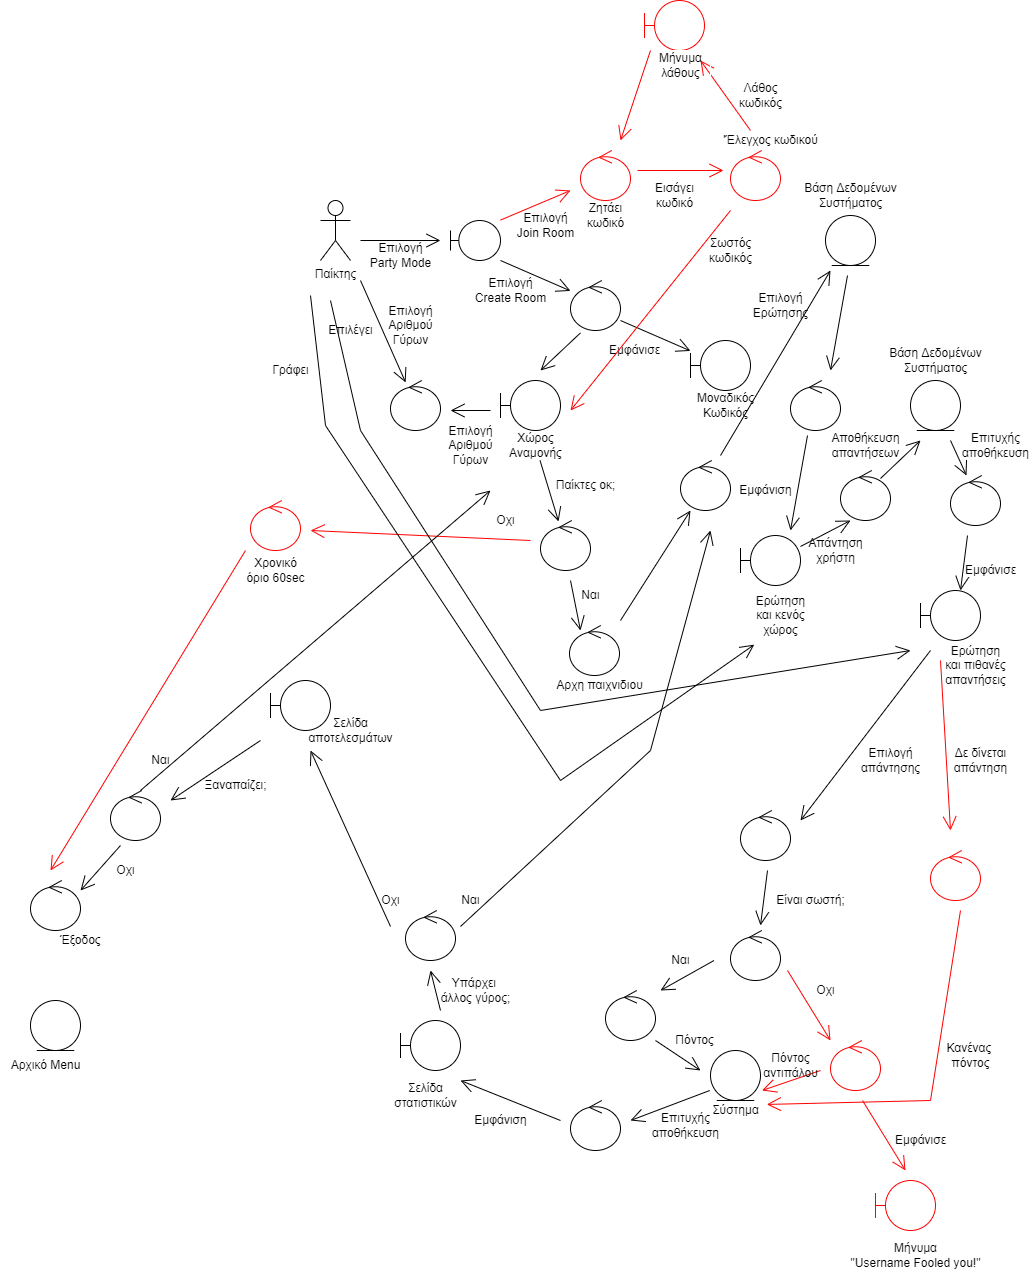 Μήνυμα
λάθους
Λάθος
κωδικός
Έλεγχος κωδικού
Ζητάει
κωδικό
Εισάγει
κωδικό
Βάση Δεδομένων
Συστήματος
Επιλογή
Join Room
Σωστός
κωδικός
Παίκτης
Επιλογή
Party Mode
Επιλογή
Create Room
Επιλογή
Αριθμού
Γύρων
Επιλογή
Ερώτησης
Επιλέγει
Εμφάνισε
Γράφει
Βάση Δεδομένων
Συστήματος
Μοναδικός
Κωδικός
Επιλογή
Αριθμού
Γύρων
Χώρος
Αναμονής
Αποθήκευση
απαντήσεων
Επιτυχής
αποθήκευση
Παίκτες οκ;
Εμφάνιση
Οχι
Απάντηση
χρήστη
Χρονικό
όριο 60sec
Εμφάνισε
Ναι
Ερώτηση
και κενός
χώρος
Ερώτηση
και πιθανές
απαντήσεις
Αρχη παιχνιδιου
Σελίδα
αποτελεσμάτων
Ναι
Επιλογή
απάντησης
Δε δίνεται
απάντηση
Ξαναπαίζει;
Οχι
Οχι
Ναι
Είναι σωστή;
Έξοδος
Ναι
Υπάρχει
άλλος γύρος;
Οχι
Αρχικό Menu
Πόντος
Πόντος
αντιπάλου
Κανένας
πόντος
Σελίδα
στατιστικών
Σύστημα
Εμφάνιση
Επιτυχής
αποθήκευση
Εμφάνισε
Μήνυμα
"Username Fooled you!"